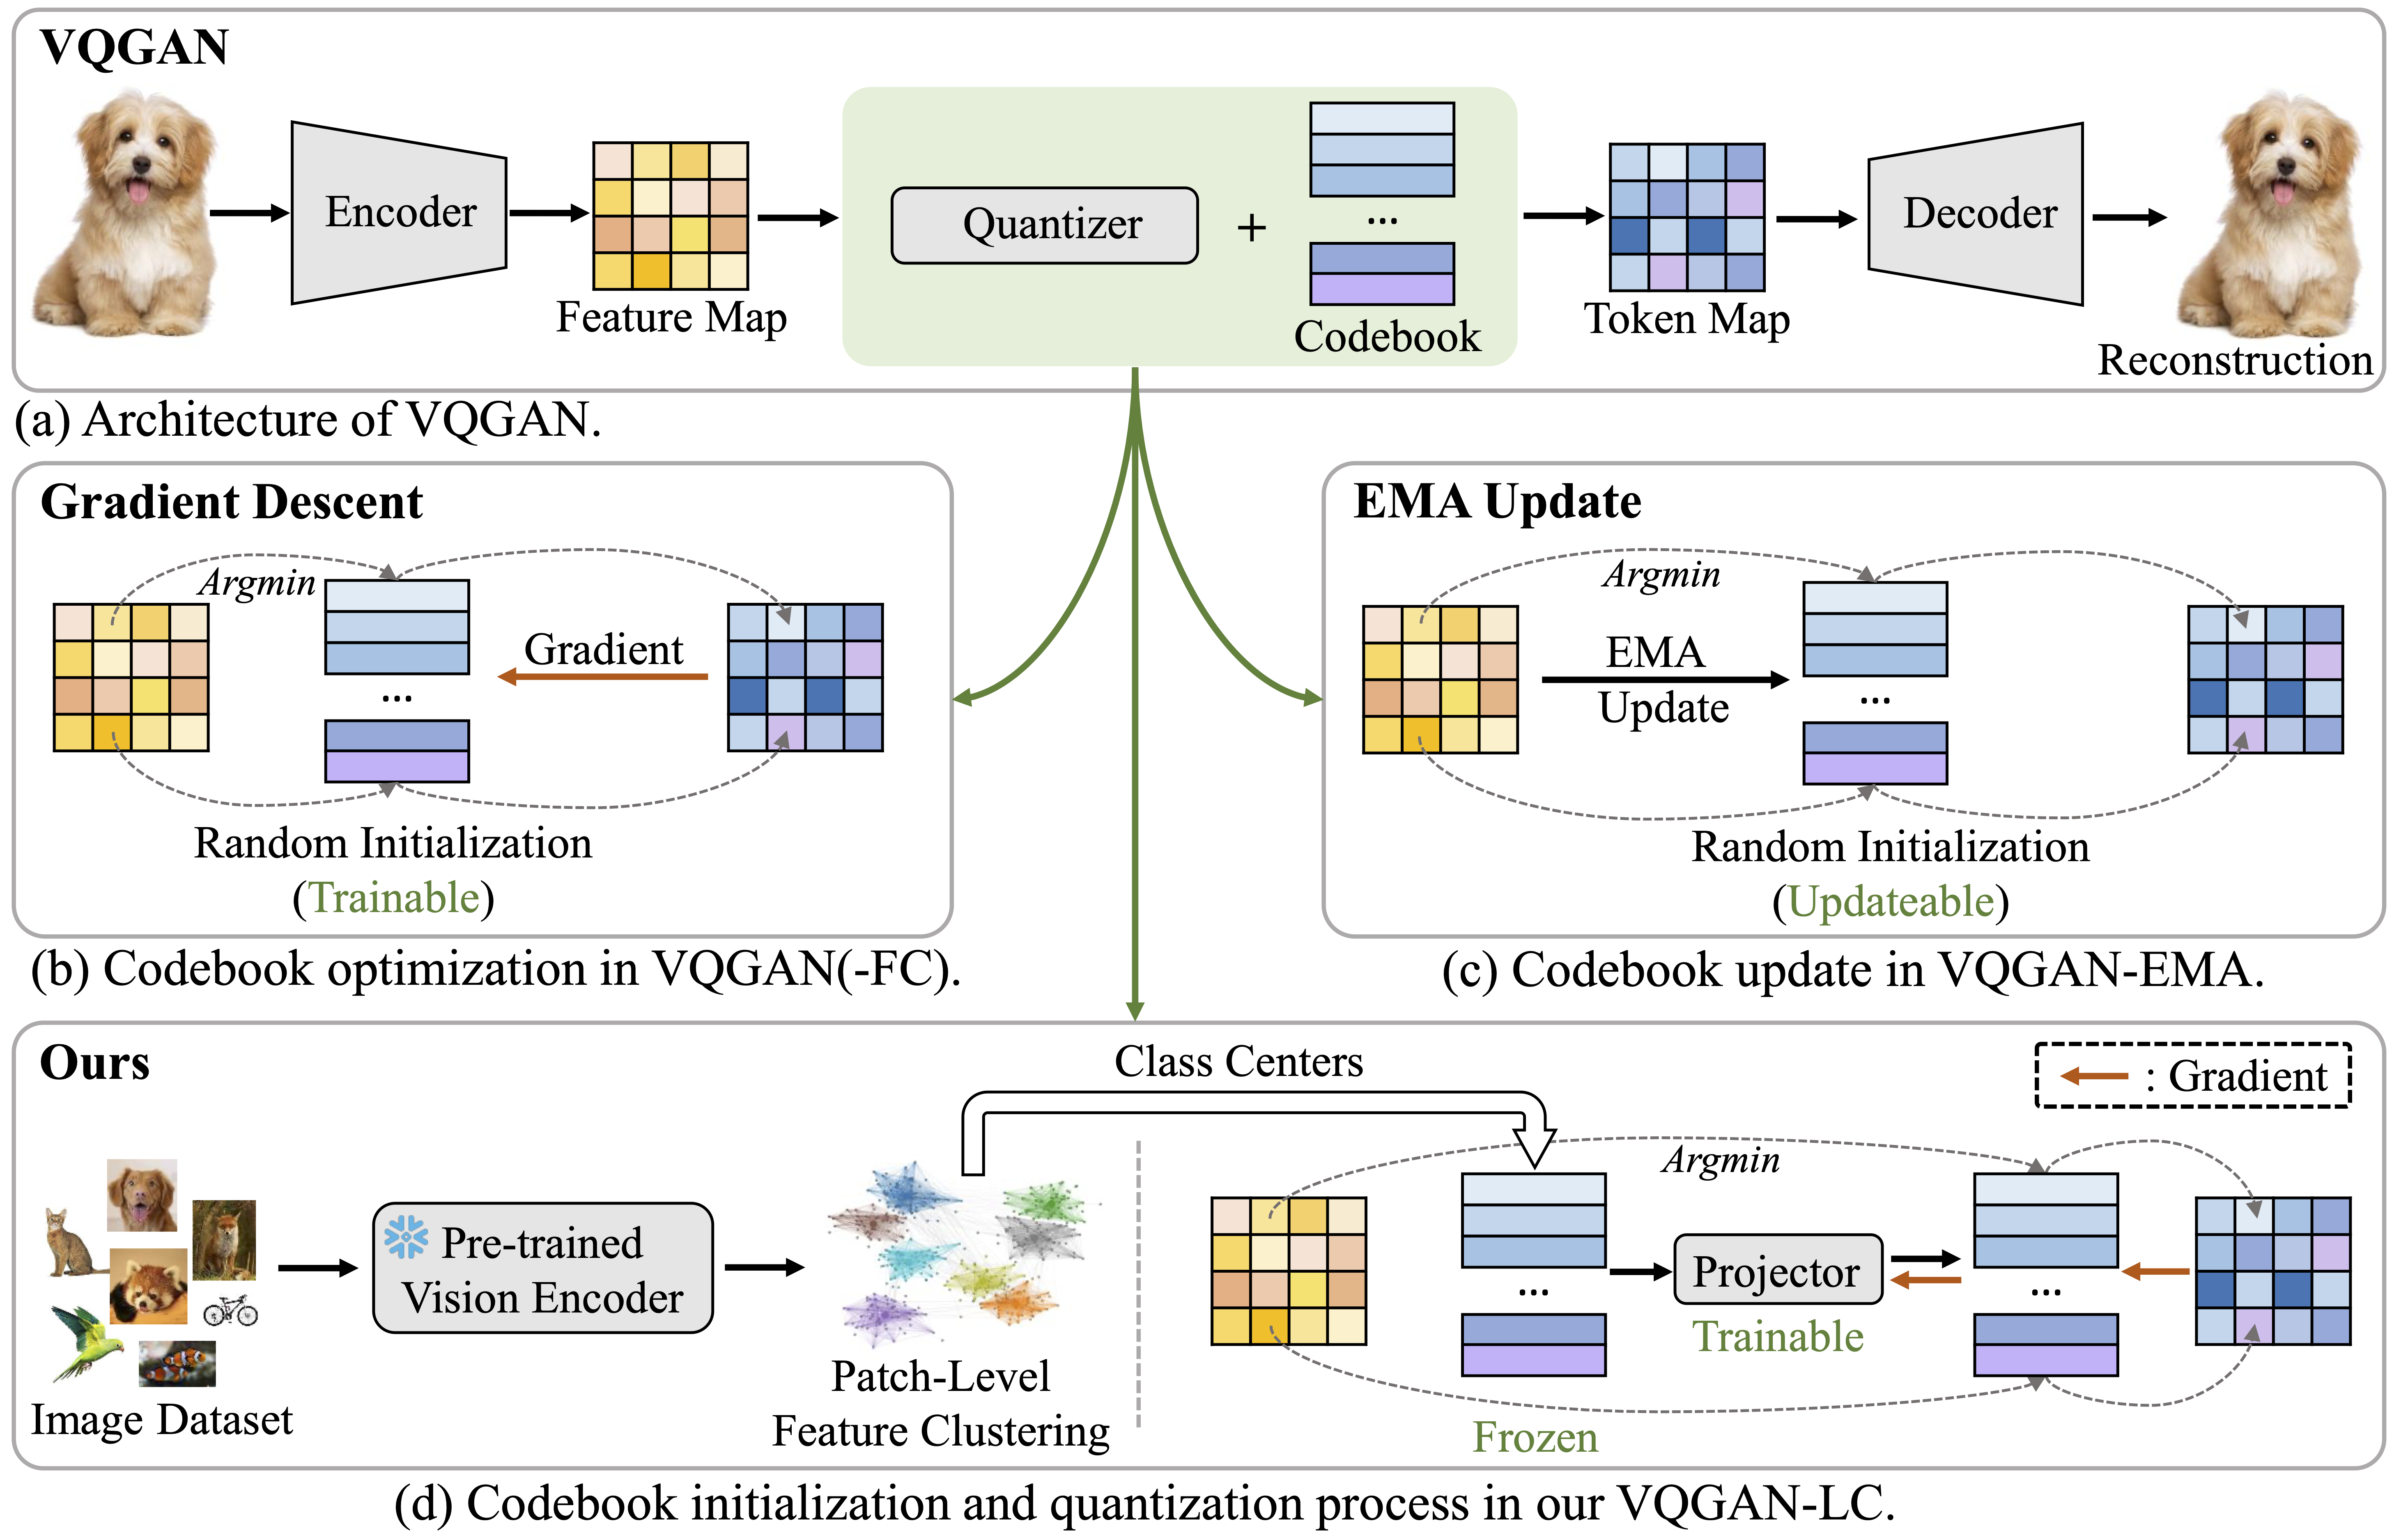 VQGAN
Encoder
Feature Map
Quantizer
+
...
Codebook
Token Map
Decoder
Reconstruction
(a) Architecture of VQGAN.
Gradient Descent
Argmin
Gradient
...
Random Initialization
(Trainable)
(b) Codebook optimization in VQGAN(-FC).
EMA Update
Argmin
EMA
Update
...
Random Initialization
(Updateable)
(c) Codebook update in VQGAN-EMA.
Ours
Image Dataset
Pre-trained
Vision Encoder
Patch-Level
Feature Clustering
Class Centers
: Gradient
Argmin
...
Frozen
Projector
Trainable
...
(d) Codebook initialization and quantization process in our VQGAN-LC.